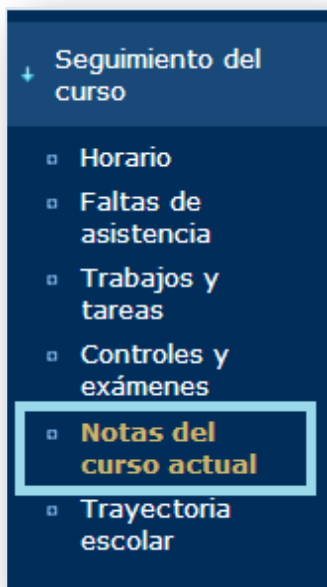 Seguimiento del
curso
Horario
Faltas de
asistencia
Trabajos y
tareas
Controles y
exámenes
Notas del
curso actual
Trayectoria
escolar